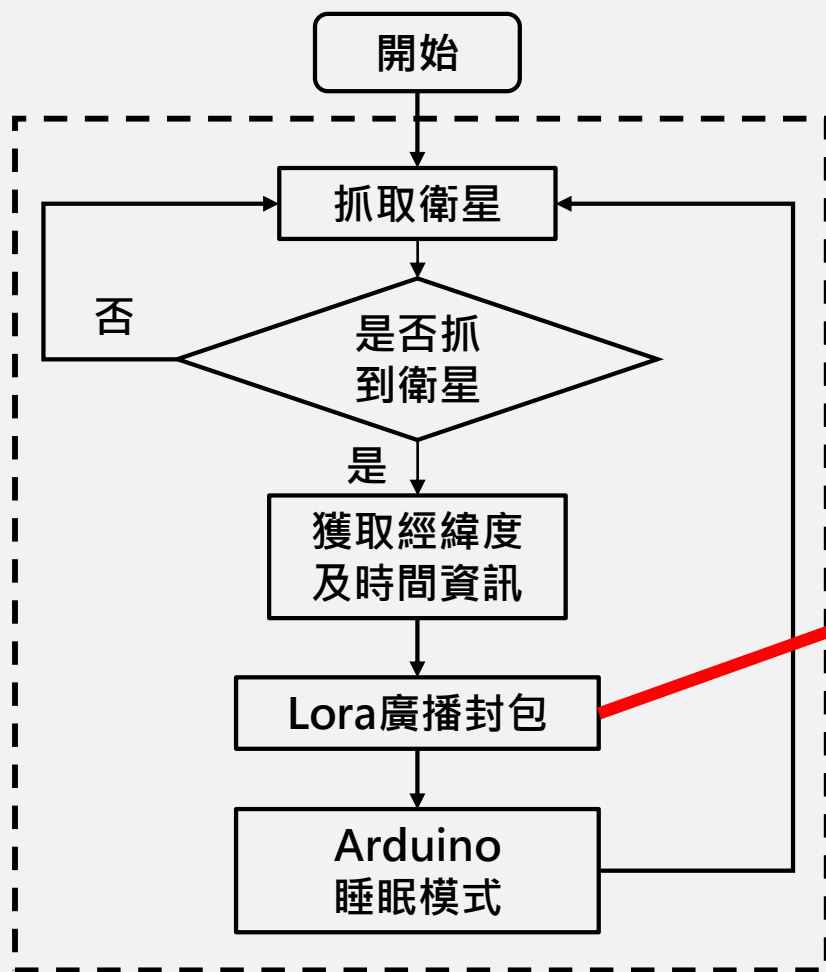 開始
抓取衛星
否
是否抓
到衛星
是
獲取經緯度
及時間資訊
Lora廣播封包
Arduino
睡眠模式